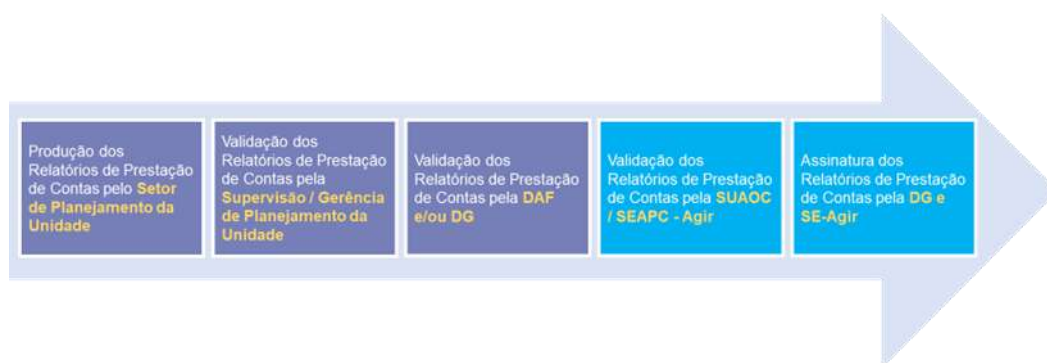 Produção dos
Relatórios de Prestação
de Contas pelo Setor
de Planejamento da
Unidade
Validação dos
Relatórios de Prestação
de Contas pela
Supervisão / Gerência
de Planejamento da
Unidade
Validação dos
Relatórios de Prestação
de Contas pela DAF
e/ou DG
Validação dos
Relatórios de Prestação
de Contas pela SUAOC
/ SEAPC - Agir
Assinatura dos
Relatórios de Prestação
de Contas pela DG e
SE-Agir